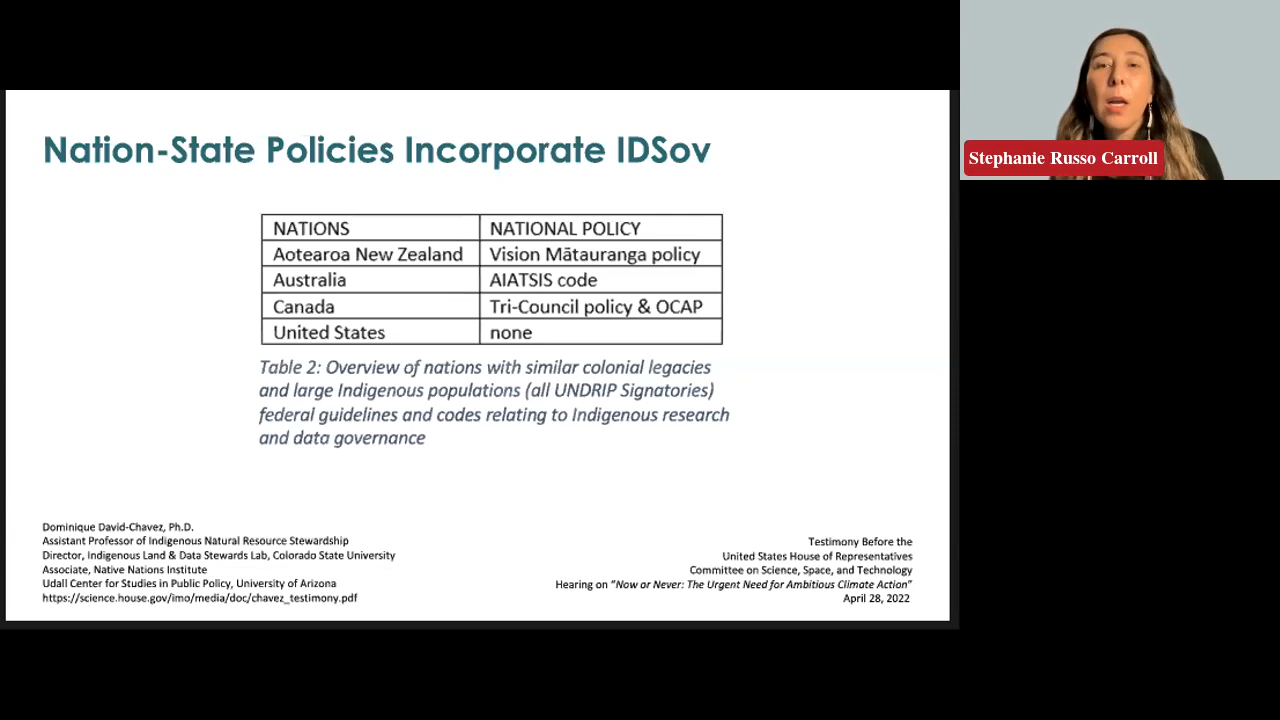 Nation-State Policies Incorporate IDSov
NATIONS NATIONAL POLICY
Aotearoa New Zealand Vision Mātauranga policy
Australia AIATSIS code
Canada Tri-Council policy & OCAP
United States none
Table 2: Overview of nations with similar colonial legacies
and large Indigenous populations (all UNDRIP Signatories)
federal guidelines and codes relating to Indigenous research
and data governance
Dominique David-Chavez, Ph.D.
Assistant Professor of Indigenous Natural Resource Stewardship
Director, Indigenous Land & Data Stewards Lab, Colorado State University
Associate, Native Nations Institute
Udall Center for Studies in Public Policy, University of Arizona
https://science.house.gov/imo/media/doc/chavez_testimony.pdf
Testimony Before the
United States House of Representatives
Committee on Science, Space, and Technology
Hearing on “Now or Never: The Urgent Need for Ambitious Climate Action”
April 28, 2022
Stephanie Russo Carroll